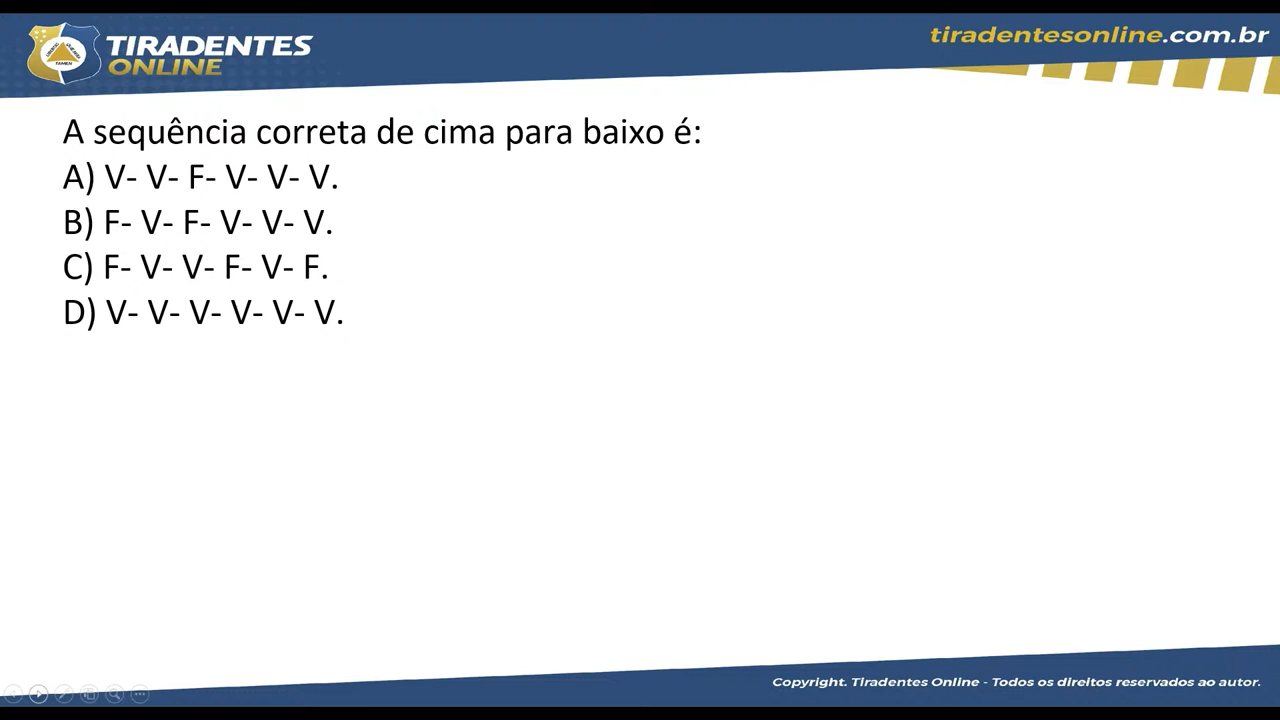 TIRADENTES
ONLINE
tiradentesonline.com.br
A sequência correta de cima para baixo é:
A) V- V- F- V- V- V.
B) F- V- F- V- V- V.
C) F- V- V- F- V- F.
D) V- V- V- V- V- V.
Copyright. Tiradentes Online - Todos os direitos reservados ao autor.